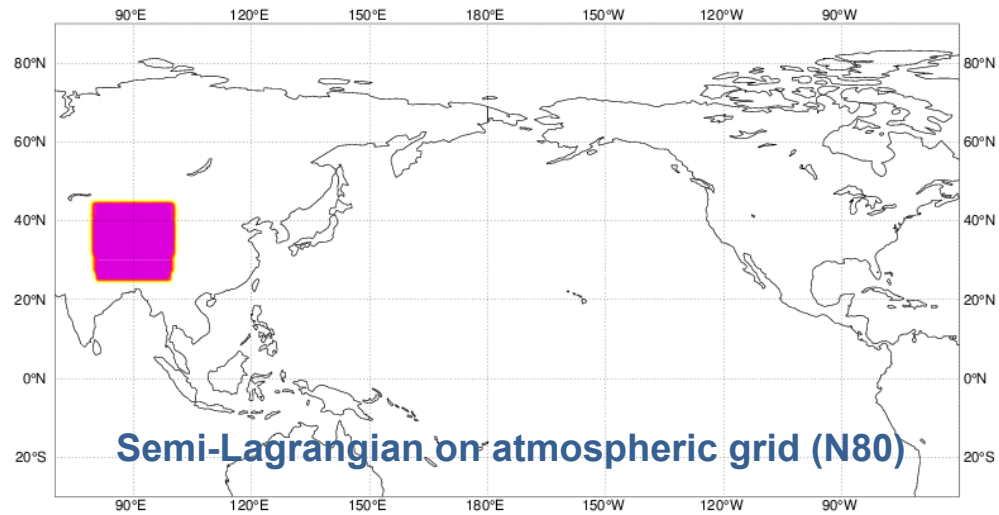 90°E 120°E 150°E 180°E 150°W 120°W 90°W
80°N 80°N
60°N 60°N
40°N 40°N
20°N 20°N
0°N 0°N
Semi-Lagrangian on atmospheric grid (N80)
20°S 20°S
90°E 120°E 150°E 180°E 150°W 120°W 90°W